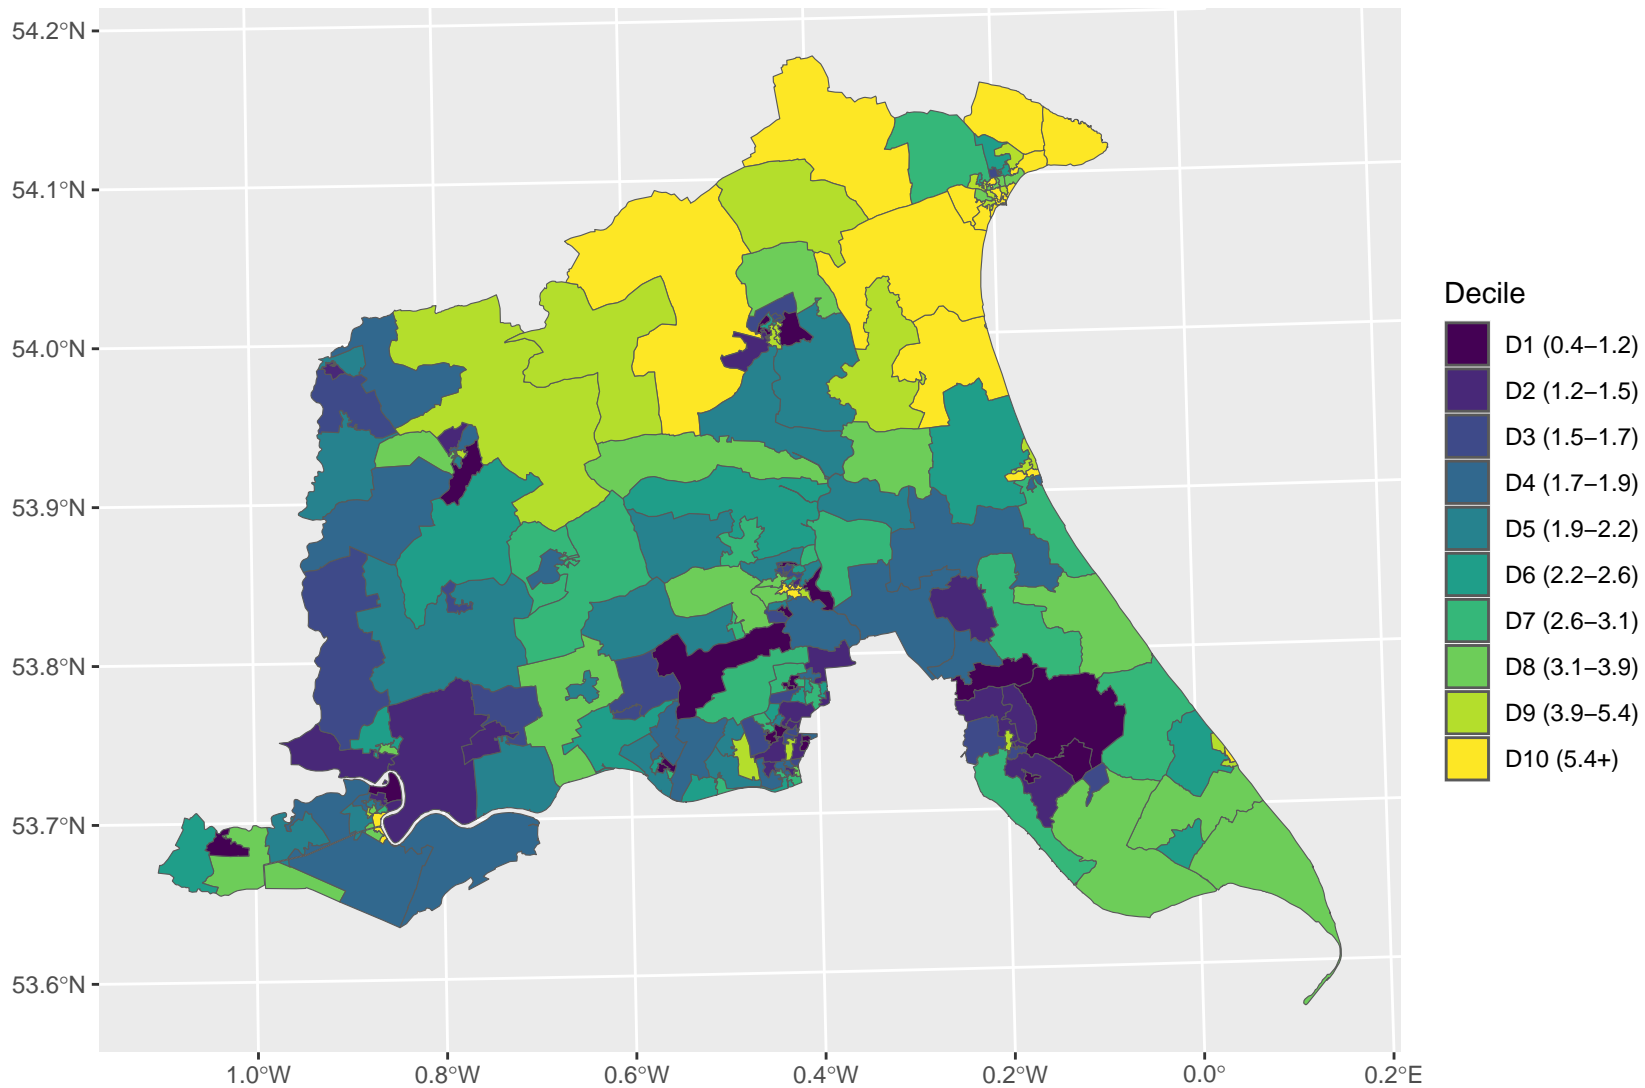 54.2°N
54.1°N
54.0°N
53.9°N
53.8°N
53.7°N
53.6°N
1.0°W
0.8°W
0.6°W
0.4°W
0.2°W
0.0°
0.2°E
Decile
D1 (0.4–1.2)
D2 (1.2–1.5)
D3 (1.5–1.7)
D4 (1.7–1.9)
D5 (1.9–2.2)
D6 (2.2–2.6)
D7 (2.6–3.1)
D8 (3.1–3.9)
D9 (3.9–5.4)
D10 (5.4+)